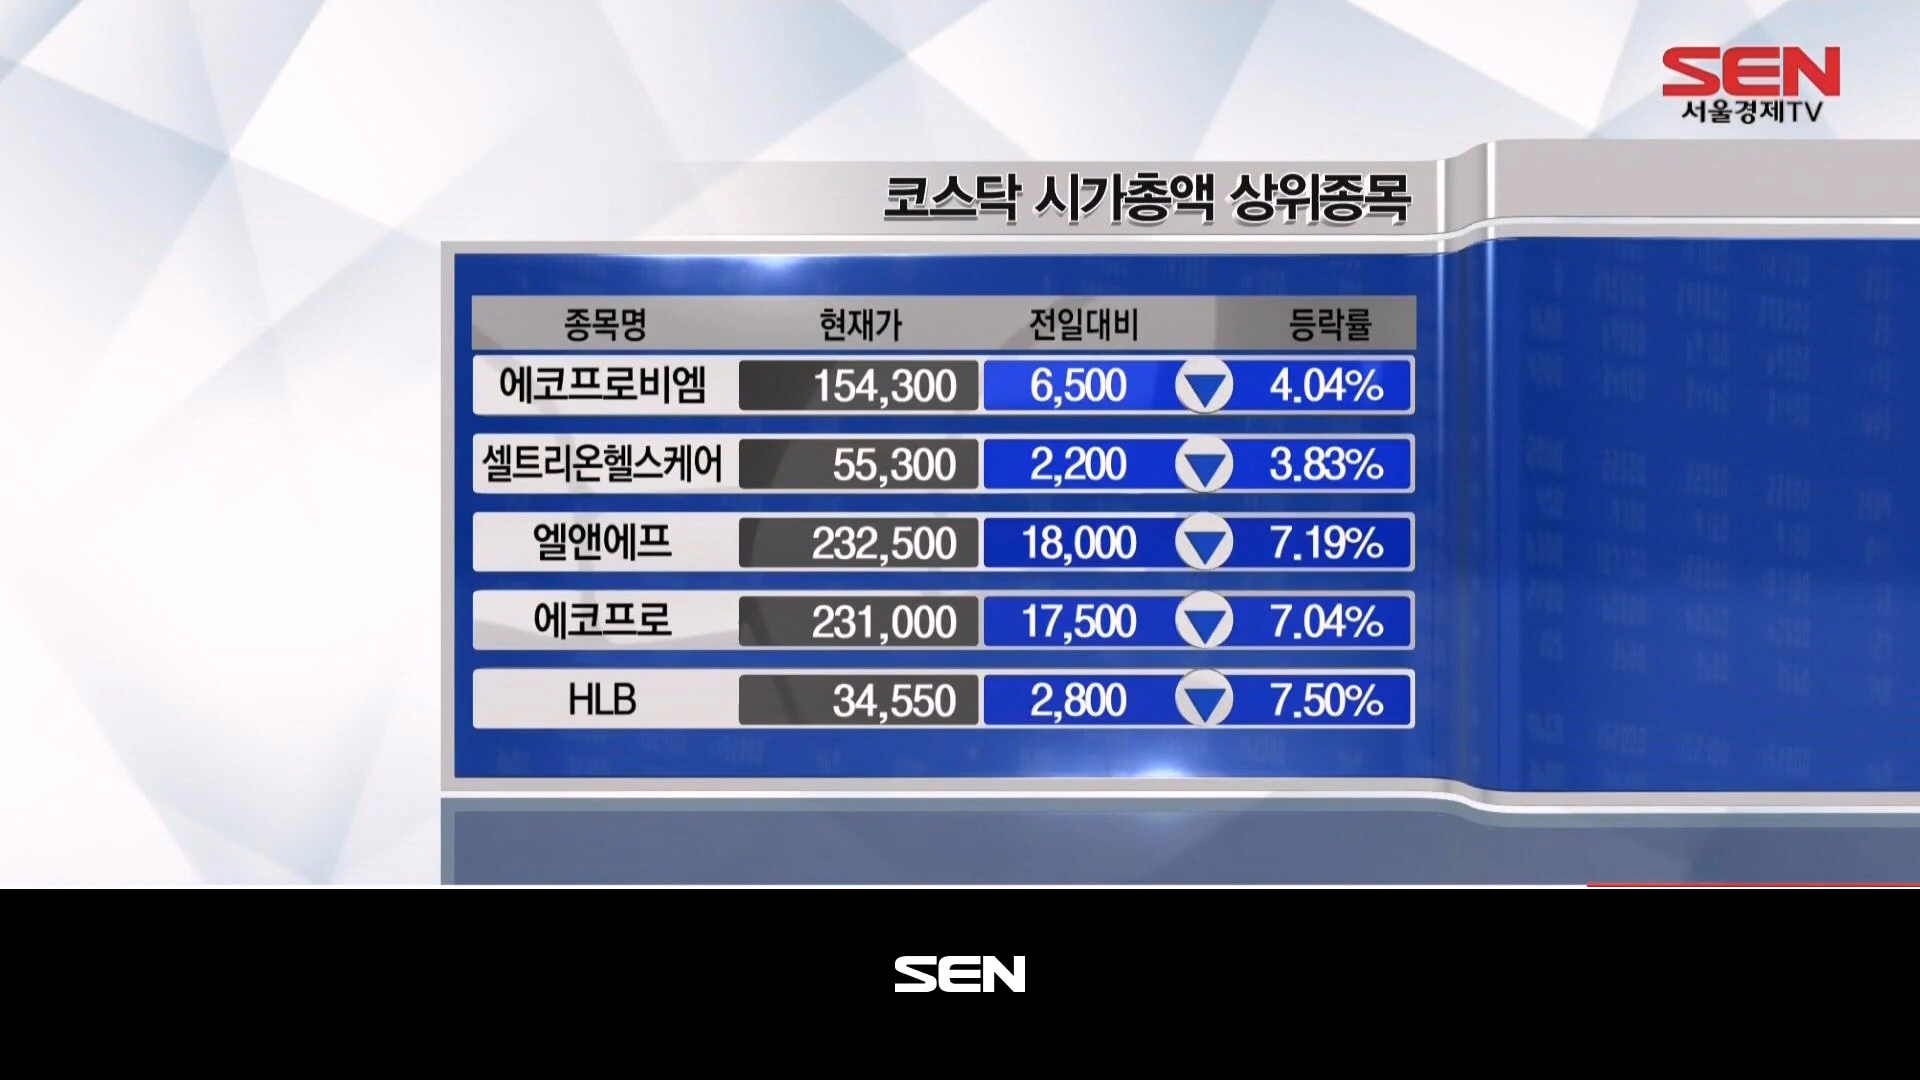 SEN
서울경제TV
코스닥 시가총액 상위종목
종목명 현재가 전일대비 등락률
에코프로비엠 154,300 6,500 ▼ 4.04%
셀트리온헬스케어 55,300 2,200 ▼ 3.83%
엘앤에프 232,500 18,000 ▼ 7.19%
에코프로 231,000 17,500 ▼ 7.04%
HLB 34,550 2,800 ▼ 7.50%
SEN